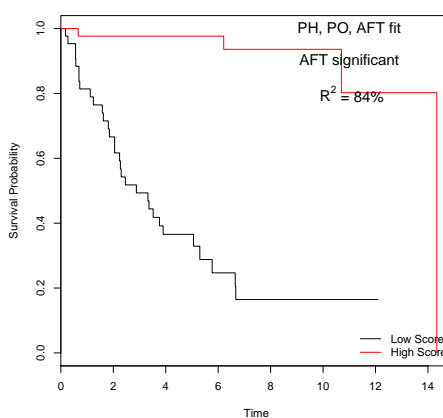 PH, PO, AFT fit
AFT significant
R² = 84%
1.0
0.8
0.6
0.4
0.2
0.0
Survival Probability
0 2 4 6 8 10 12 14
Time
Low Score
High Score